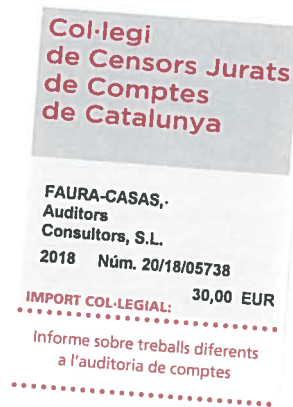 Col·legi
de Censors Jurats
de Comptes
de Catalunya
FAURA-CASAS,-
Auditors
Consultors, S.L.
2018 Núm. 20/18/05738
30,00 EUR
IMPORT COL·LEGIAL:
Informe sobre treballs diferents
a l'auditoria de comptes